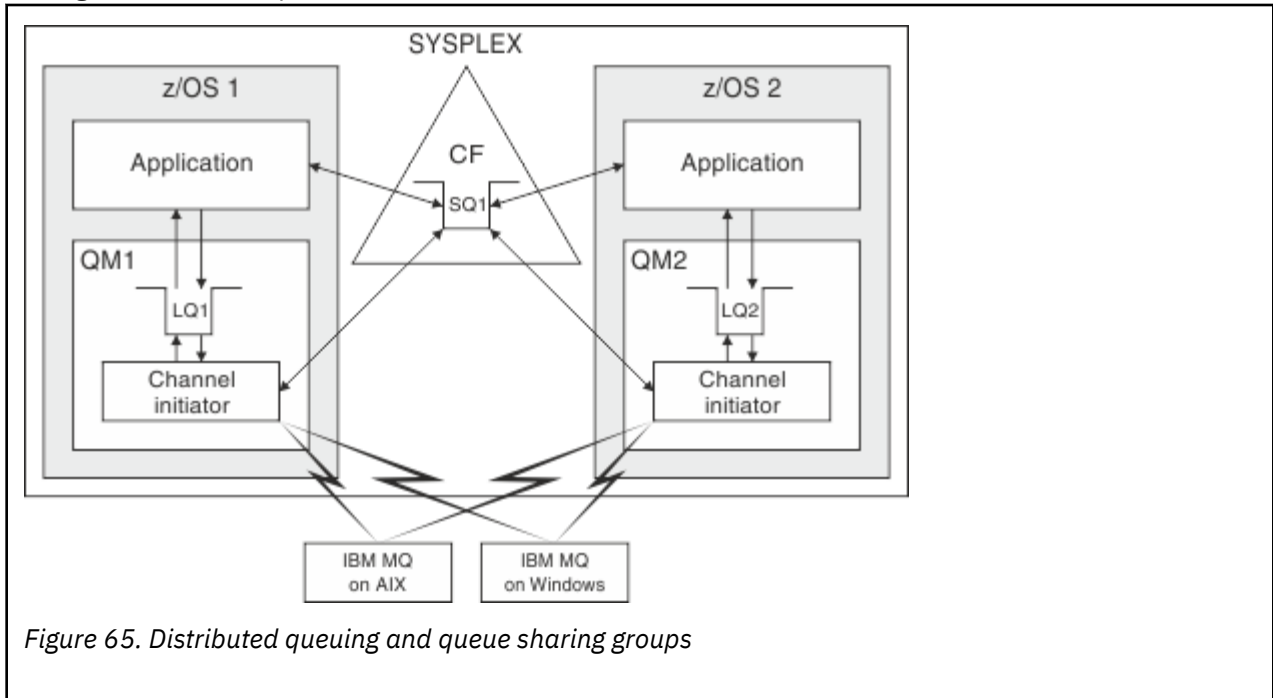 SYSPLEX
z/OS 1
z/OS 2
Application
CF
Application
SQ1
QM1
QM2
LQ1
LQ2
Channel
initiator
Channel
initiator
IBM MQ
on AIX
IBM MQ
on Windows
Figure 65. Distributed queuing and queue sharing groups